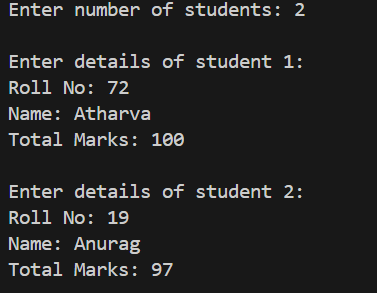 Enter number of students: 2
Enter details of student 1:
Roll No: 72
Name: Atharva
Total Marks: 100
Enter details of student 2:
Roll No: 19
Name: Anurag
Total Marks: 97